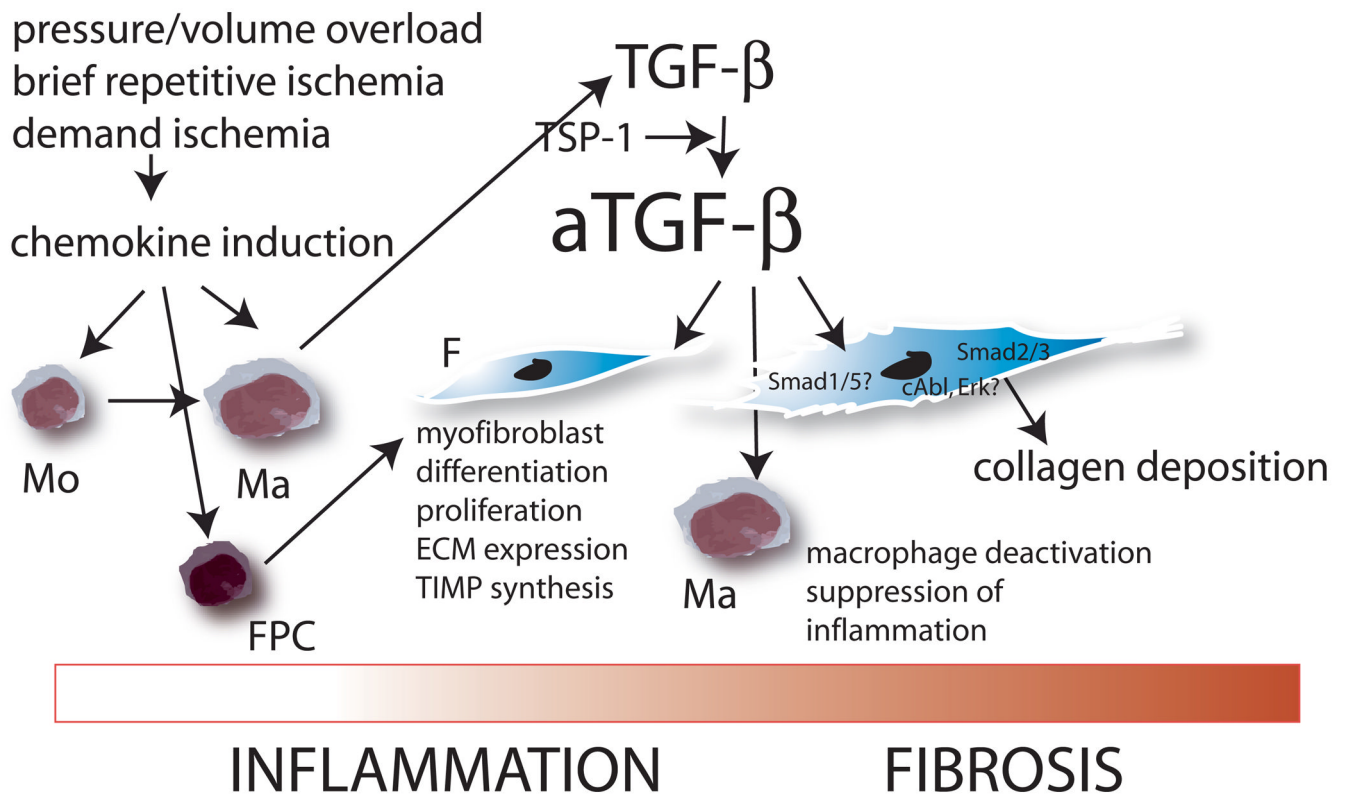 pressure/volume overload
brief repetitive ischemia
demand ischemia
chemokine induction
TGF-β
TSP-1
aTGF-β
Mo
Ma
FPC
F
myofibroblast
differentiation
proliferation
ECM expression
TIMP synthesis
Smad2/3
Smad1/5?
cAbl, Erk?
collagen deposition
Ma
macrophage deactivation
suppression of
inflammation
INFLAMMATION
FIBROSIS